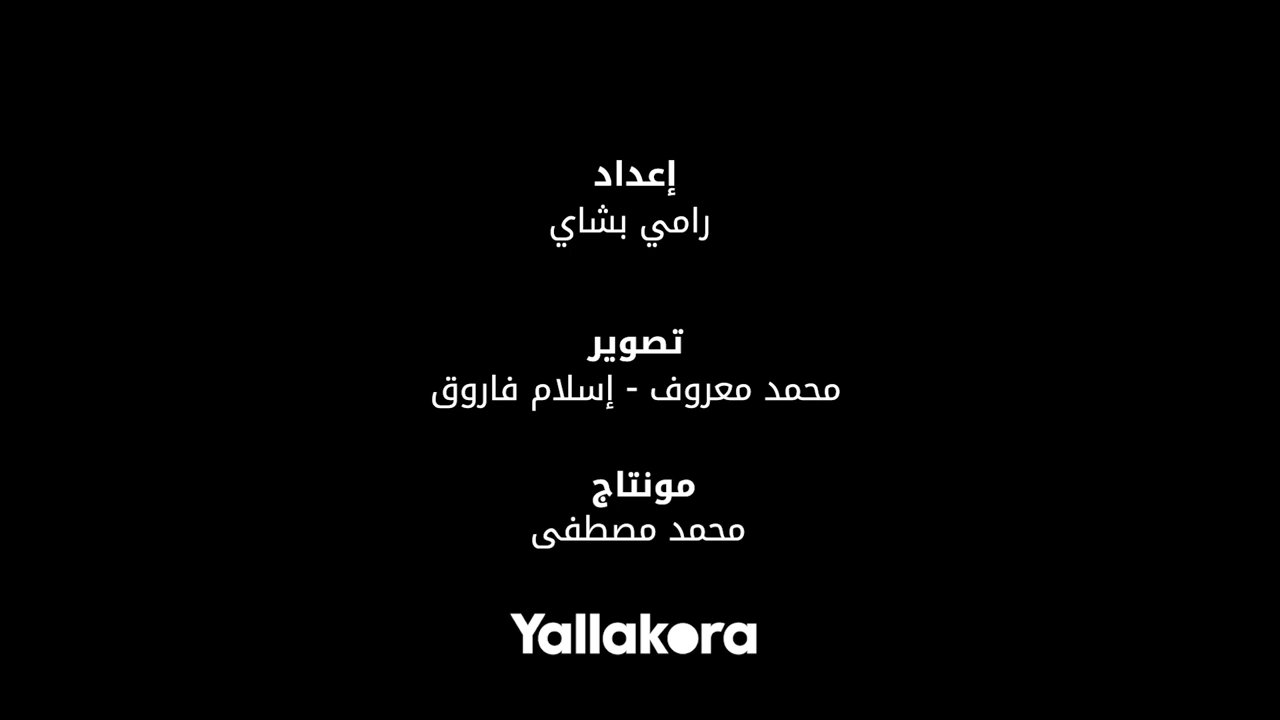 إعداد
رامي بشاي
تصوير
محمد معروف - إسلام فاروق
مونتاج
محمد مصطفى
Yallakora